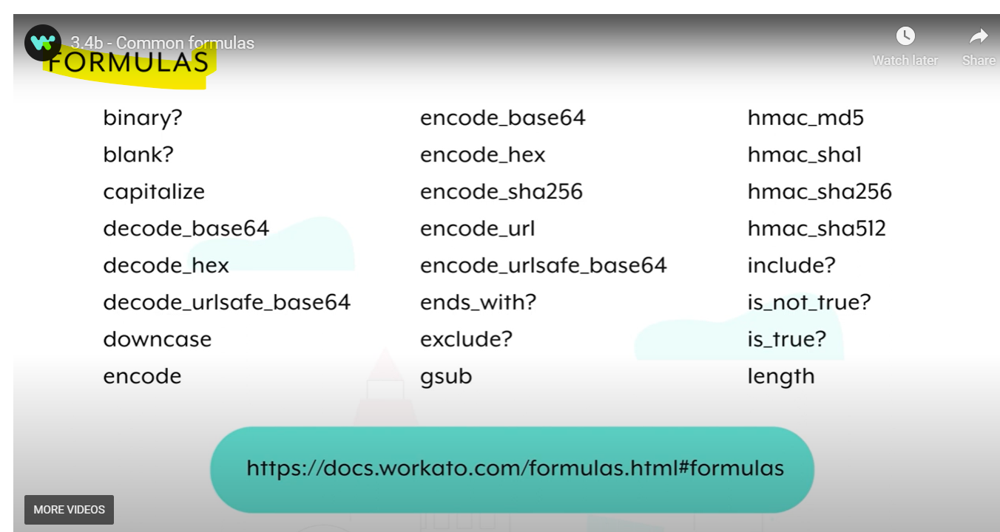 3.4b - Common formulas
Watch later
Share
FORMULAS
binary?
blank?
capitalize
decode_base64
decode_hex
decode_urlsafe_base64
downcase
encode
encode_base64
encode_hex
encode_sha256
encode_url
encode_urlsafe_base64
ends_with?
exclude?
gsub
hmac_md5
hmac_sha1
hmac_sha256
hmac_sha512
include?
is_not_true?
is_true?
length
https://docs.workato.com/formulas.html#formulas
MORE VIDEOS